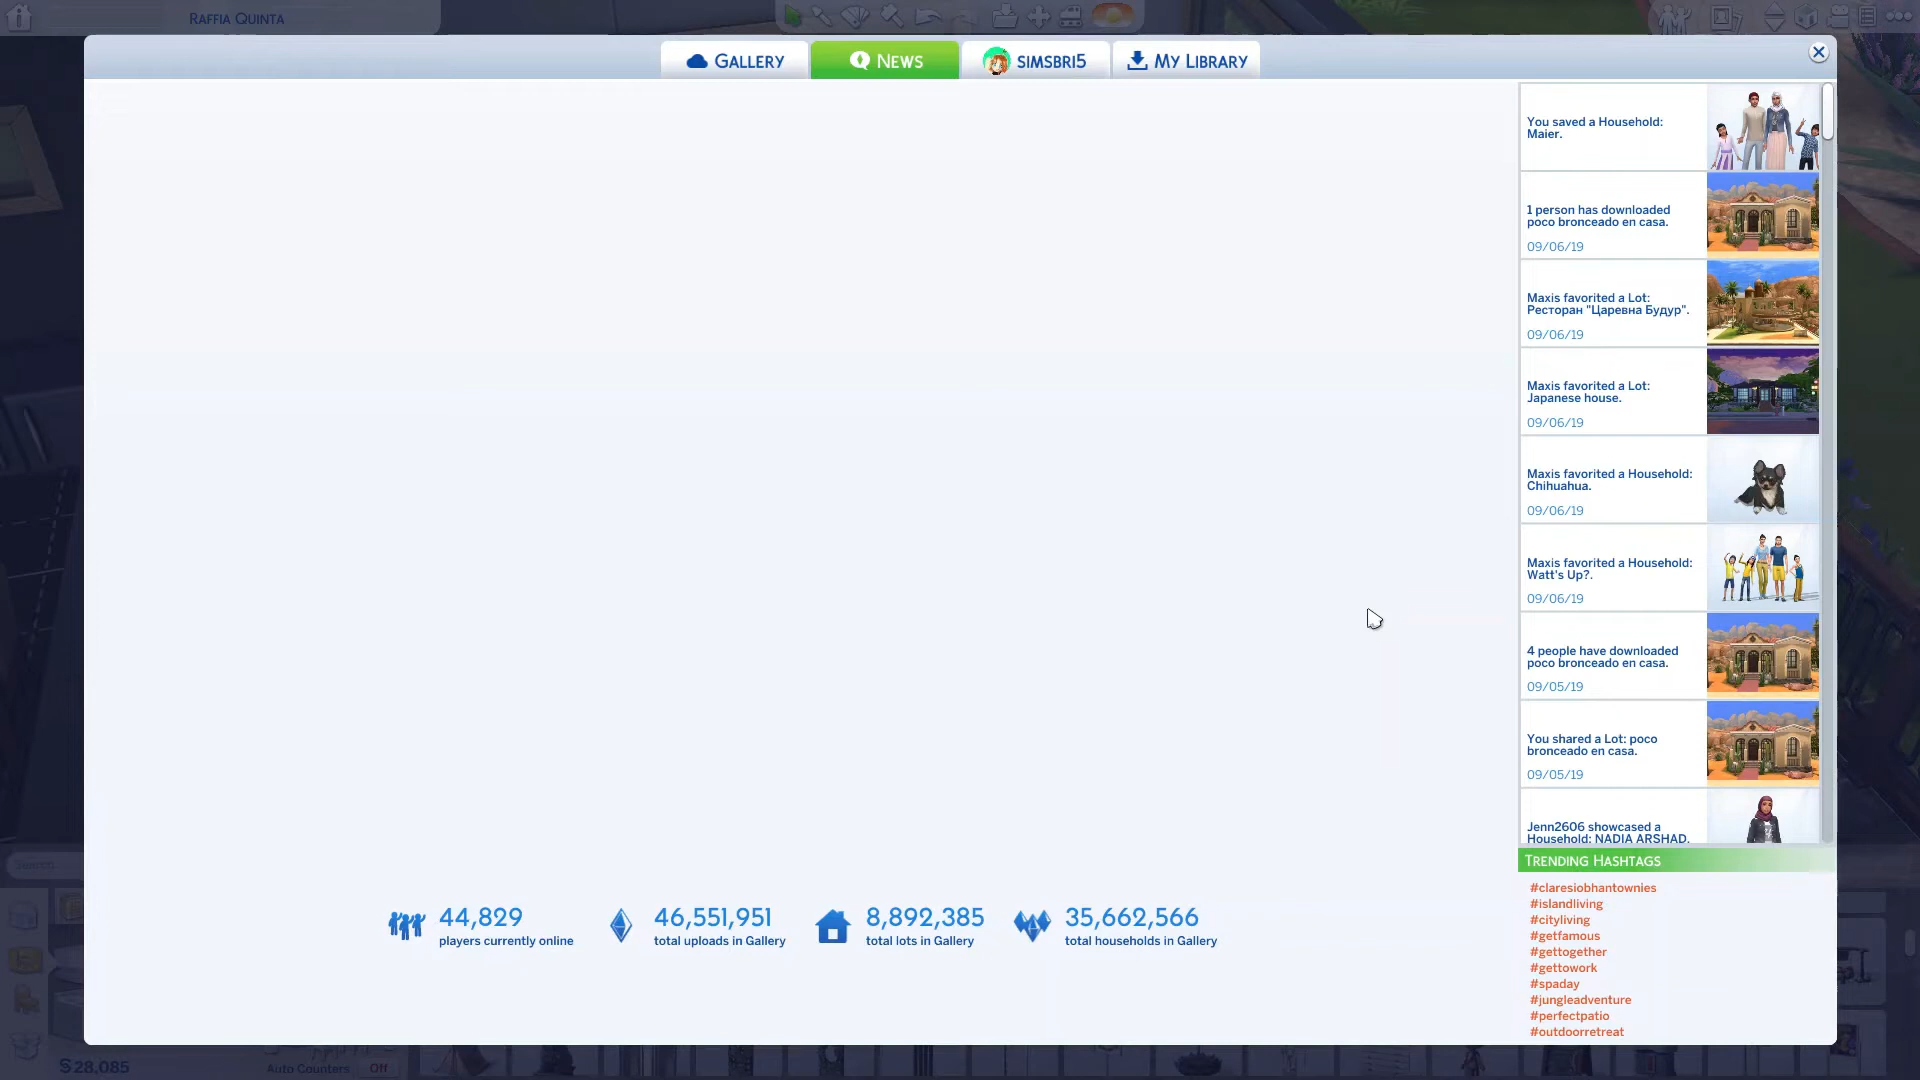 RAFFIA QUINTA
GALLERY
NEWS
SIMSBRI5
MY LIBRARY
You saved a Household:
Maier.
1 person has downloaded
poco bronceado en casa.
09/06/19
Maxis favorited a Lot:
Ресторан "Царевна Будур".
09/06/19
Maxis favorited a Lot:
Japanese house.
09/06/19
Maxis favorited a Household:
Chihuahua.
09/06/19
Maxis favorited a Household:
Watt's Up?.
09/06/19
4 people have downloaded
poco bronceado en casa.
09/05/19
You shared a Lot: poco
bronceado en casa.
09/05/19
Jenn2606 showcased a
Household: NADIA ARSHAD.
TRENDING HASHTAGS
#claresiobhantownies
#islandliving
#cityliving
#getfamous
#gettogether
#gettowork
#spaday
#jungleadventure
#perfectpatio
#outdoorretreat
44,829
players currently online
46,551,951
total uploads in Gallery
8,892,385
total lots in Gallery
35,662,566
total households in Gallery
Search
§28,085
Auto Counters Off